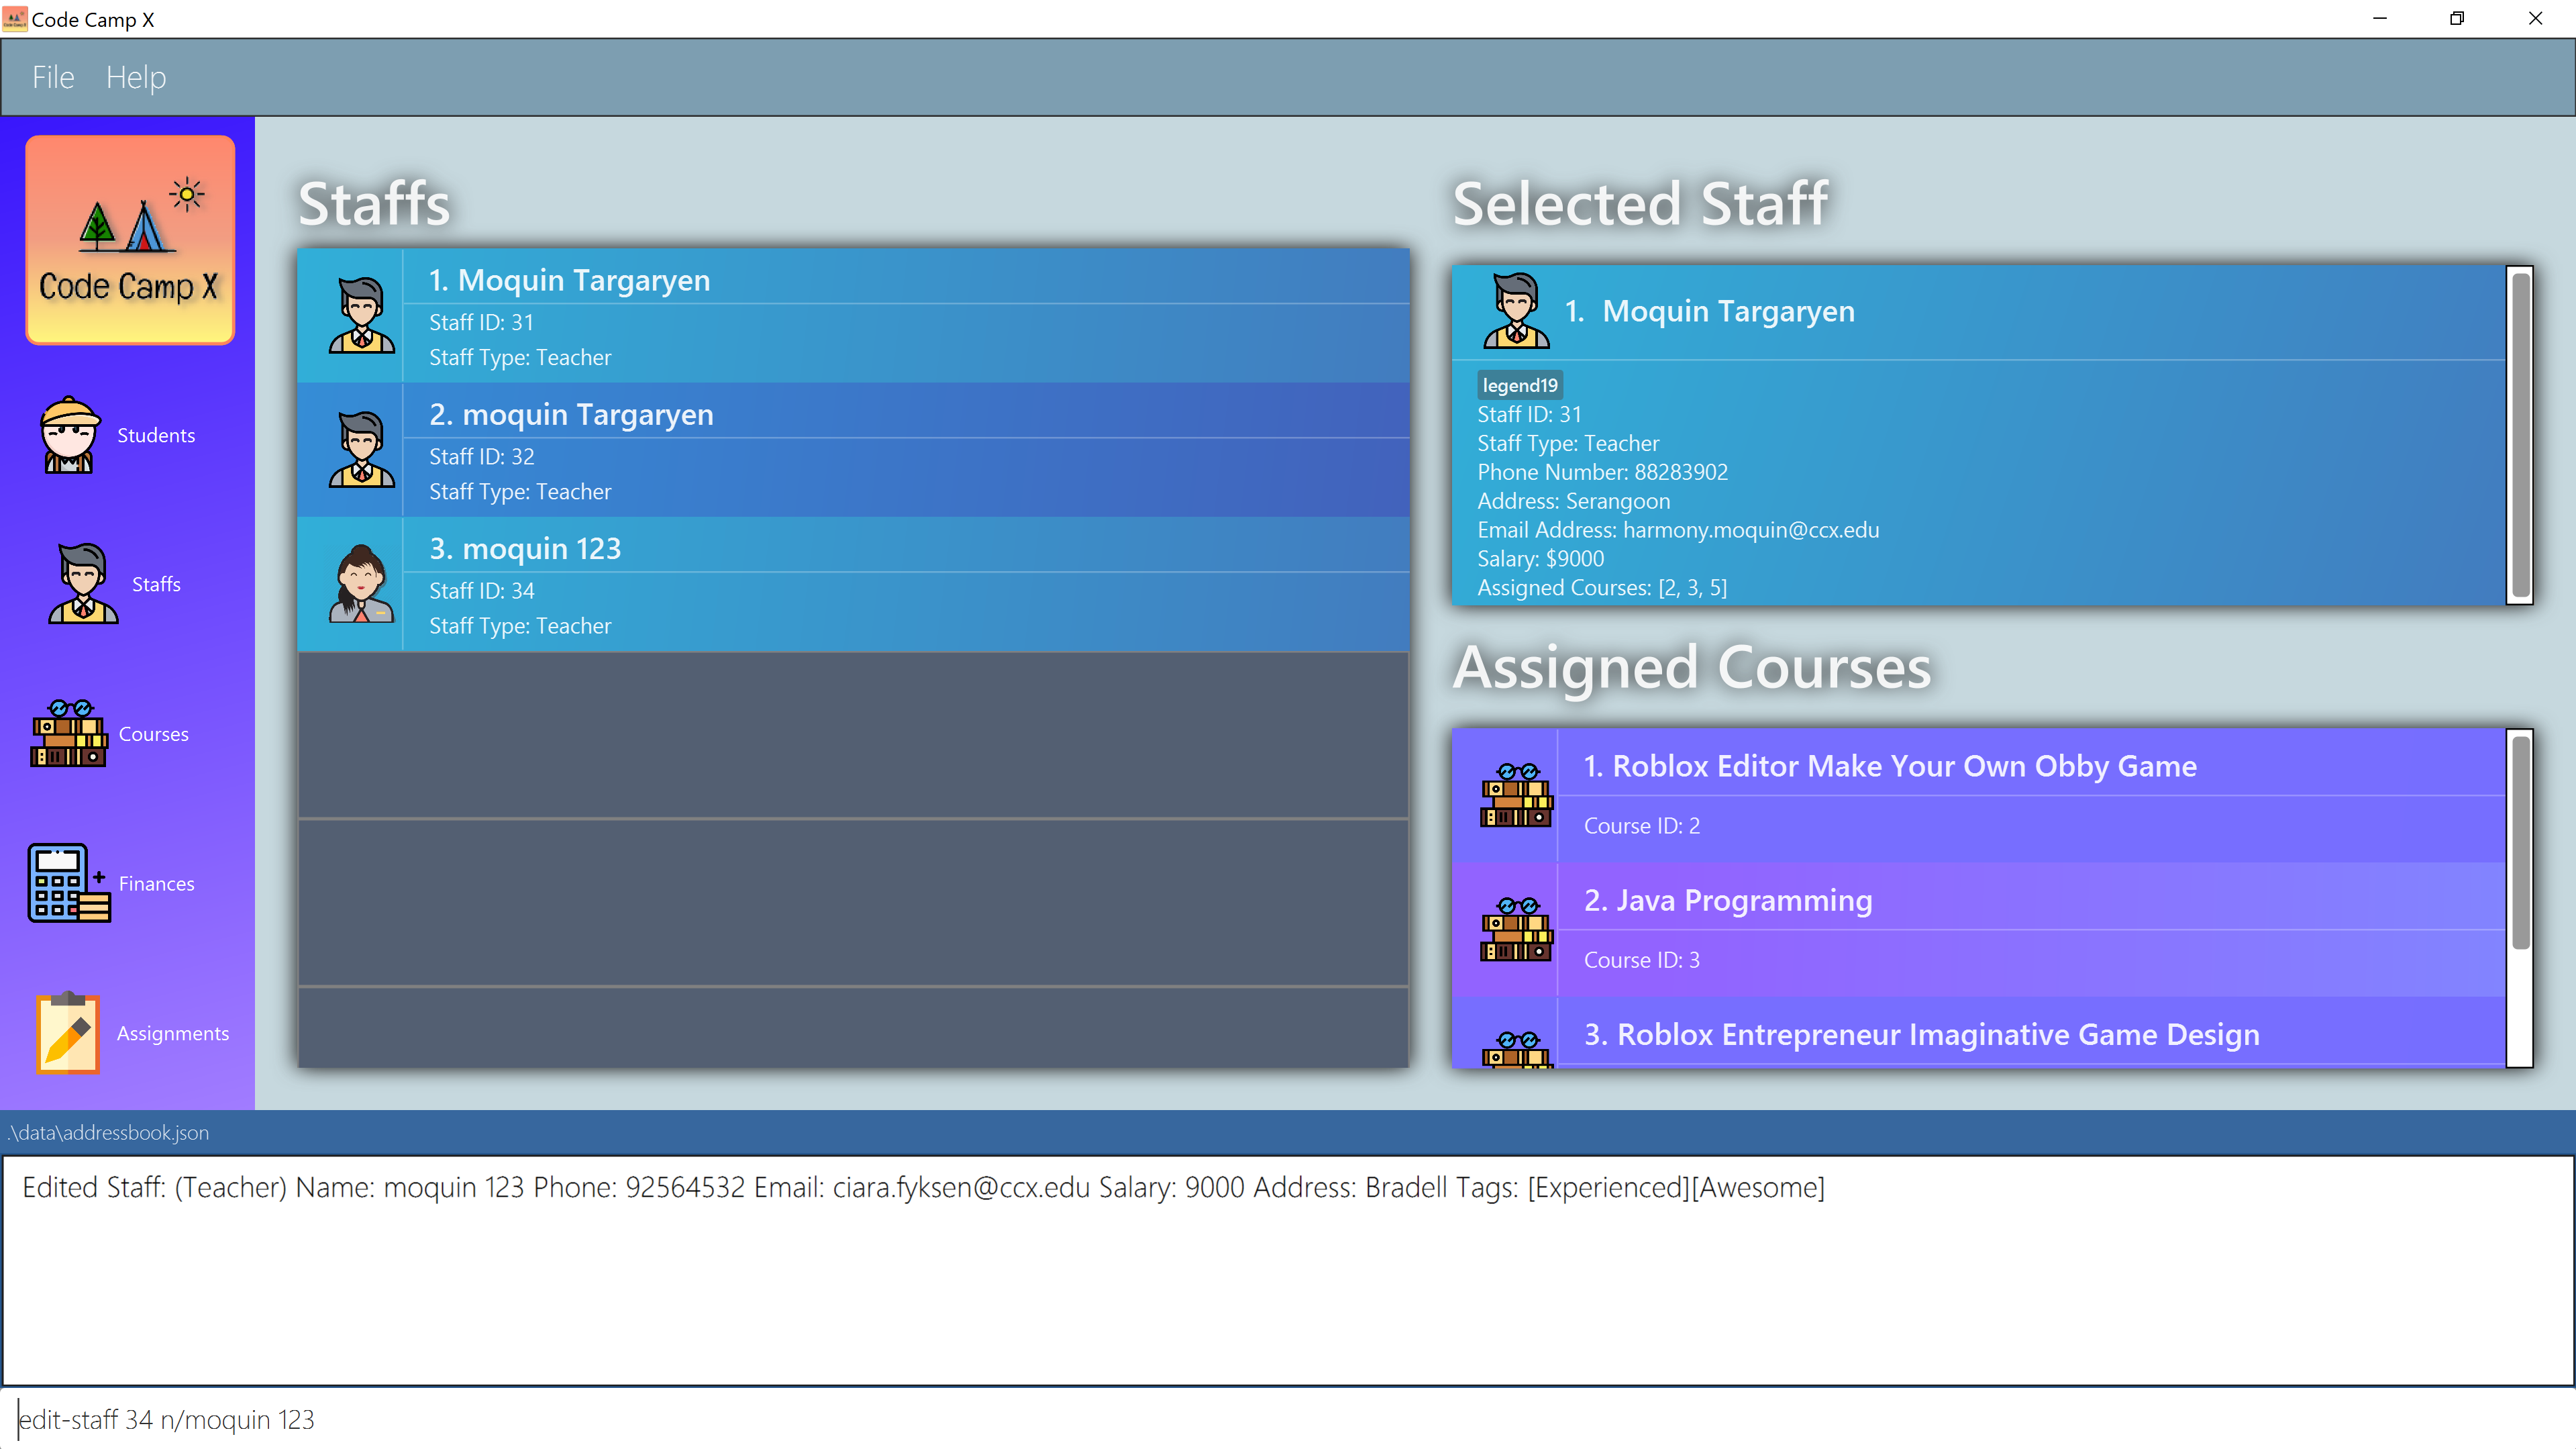 Code Camp X
File Help
Code Camp X
Students
Staffs
Courses
Finances
Assignments
Staffs
1. Moquin Targaryen
Staff ID: 31
Staff Type: Teacher
2. moquin Targaryen
Staff ID: 32
Staff Type: Teacher
3. moquin 123
Staff ID: 34
Staff Type: Teacher
Selected Staff
1. Moquin Targaryen
legend19
Staff ID: 31
Staff Type: Teacher
Phone Number: 88283902
Address: Serangoon
Email Address: harmony.moquin@ccx.edu
Salary: $9000
Assigned Courses: [2, 3, 5]
Assigned Courses
1. Roblox Editor Make Your Own Obby Game
Course ID: 2
2. Java Programming
Course ID: 3
3. Roblox Entrepreneur Imaginative Game Design
.\data\addressbook.json
Edited Staff: (Teacher) Name: moquin 123 Phone: 92564532 Email: ciara.fyksen@ccx.edu Salary: 9000 Address: Bradell Tags: [Experienced][Awesome]
edit-staff 34 n/moquin 123